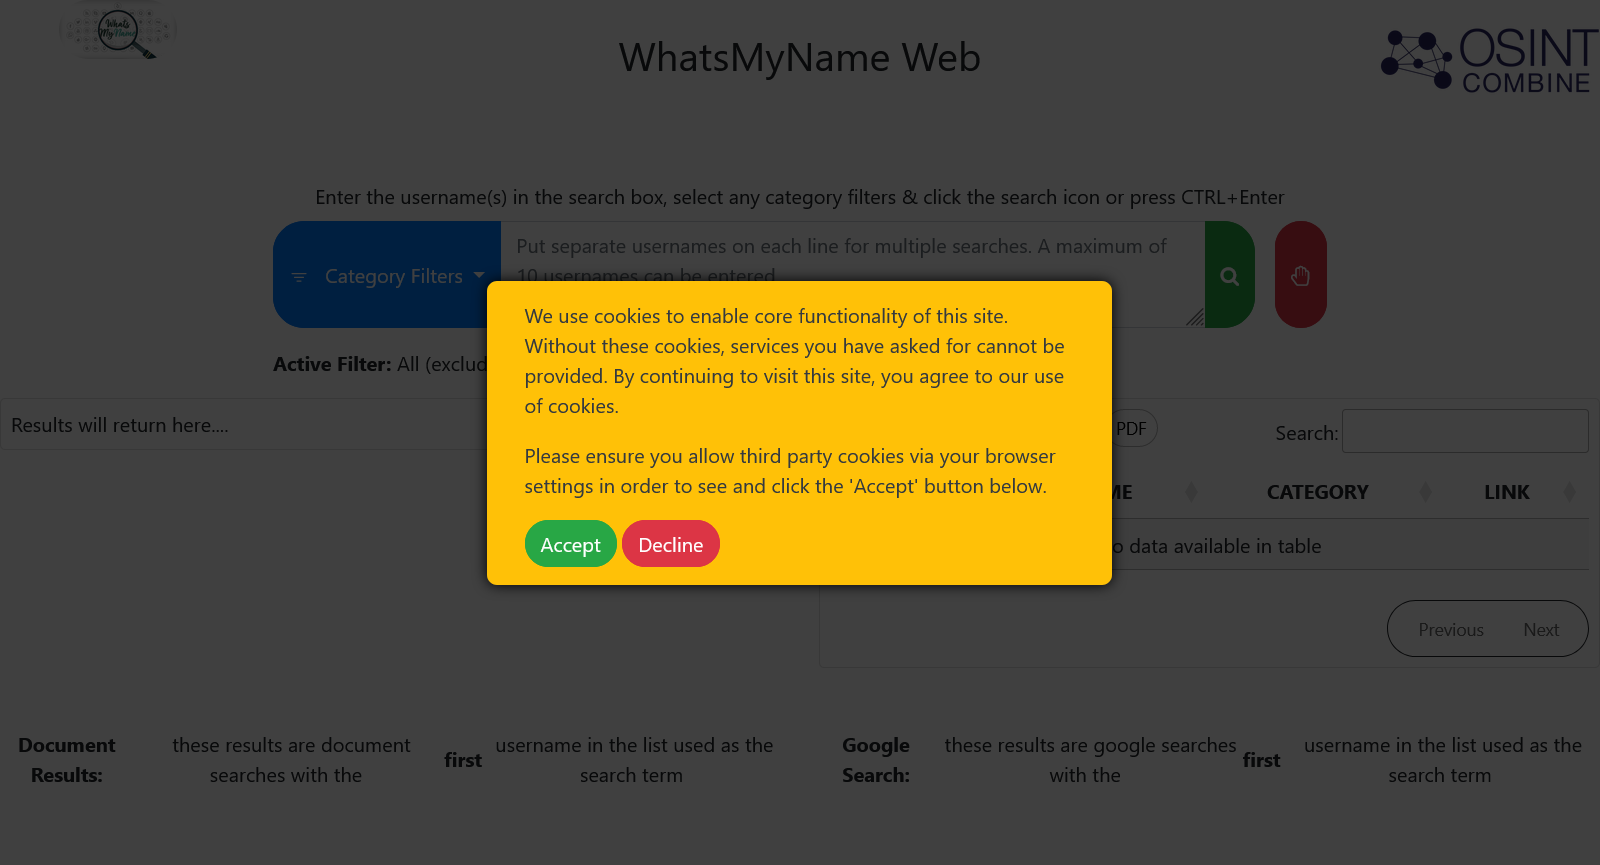 Whats
MyName
WhatsMyName Web
OSINT
COMBINE
Enter the username(s) in the search box, select any category filters & click the search icon or press CTRL+Enter
Category Filters
Put separate usernames on each line for multiple searches. A maximum of
10 usernames can be entered
Active Filter: All (exclud
We use cookies to enable core functionality of this site.
Without these cookies, services you have asked for cannot be
provided. By continuing to visit this site, you agree to our use
of cookies.
Please ensure you allow third party cookies via your browser
settings in order to see and click the 'Accept' button below.
Accept
Decline
Results will return here....
PDF
Search:
ME
CATEGORY
LINK
o data available in table
Previous
Next
Document
Results:
these results are document
searches with the
first
username in the list used as the
search term
Google
Search:
these results are google searches
with the
first
username in the list used as the
search term